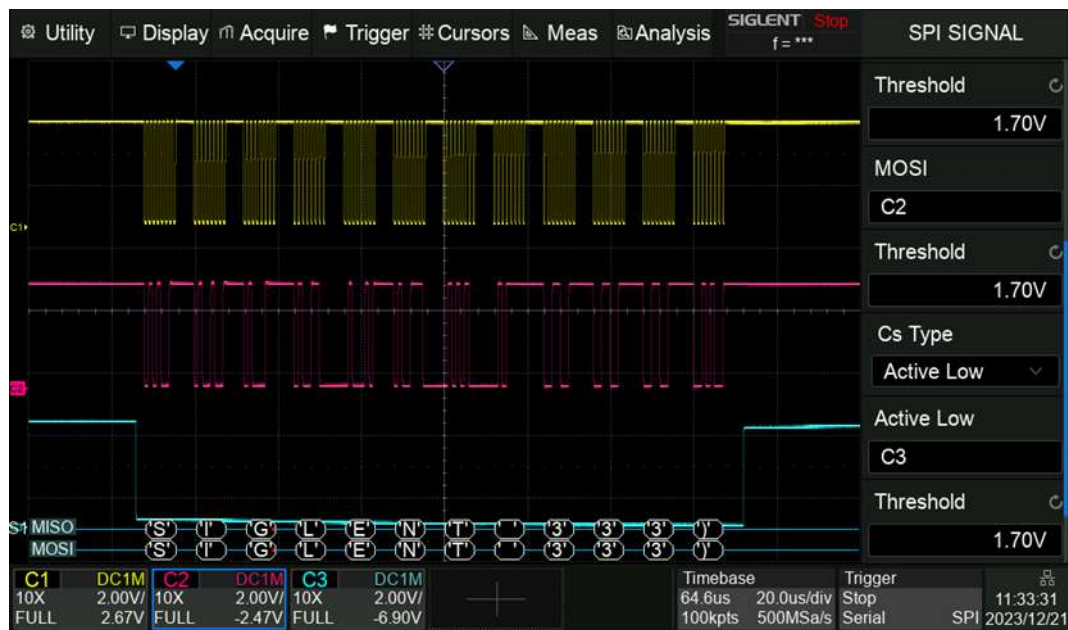 Utility Display Acquire Trigger Cursors Meas Analysis SIGLENT Stop
f = ***
SPI SIGNAL
Threshold
1.70V
MOSI
C2
Threshold
1.70V
Cs Type
Active Low
Active Low
C3
Threshold
1.70V
C1
C2
S1 MISO 'S' 'I' 'G' 'L' 'E' 'N' 'T' ' ' '3' '3' '3' ')'
MOSI 'S' 'I' 'G' 'L' 'E' 'N' 'T' ' ' '3' '3' '3' ')'
C1 DC1M C2 DC1M C3 DC1M Timebase Trigger
10X 2.00V/ 10X 2.00V/ 10X 2.00V/ 64.6us 20.0us/div Stop 11:33:31
FULL 2.67V FULL -2.47V FULL -6.90V 100kpts 500MSa/s Serial SPI 2023/12/21